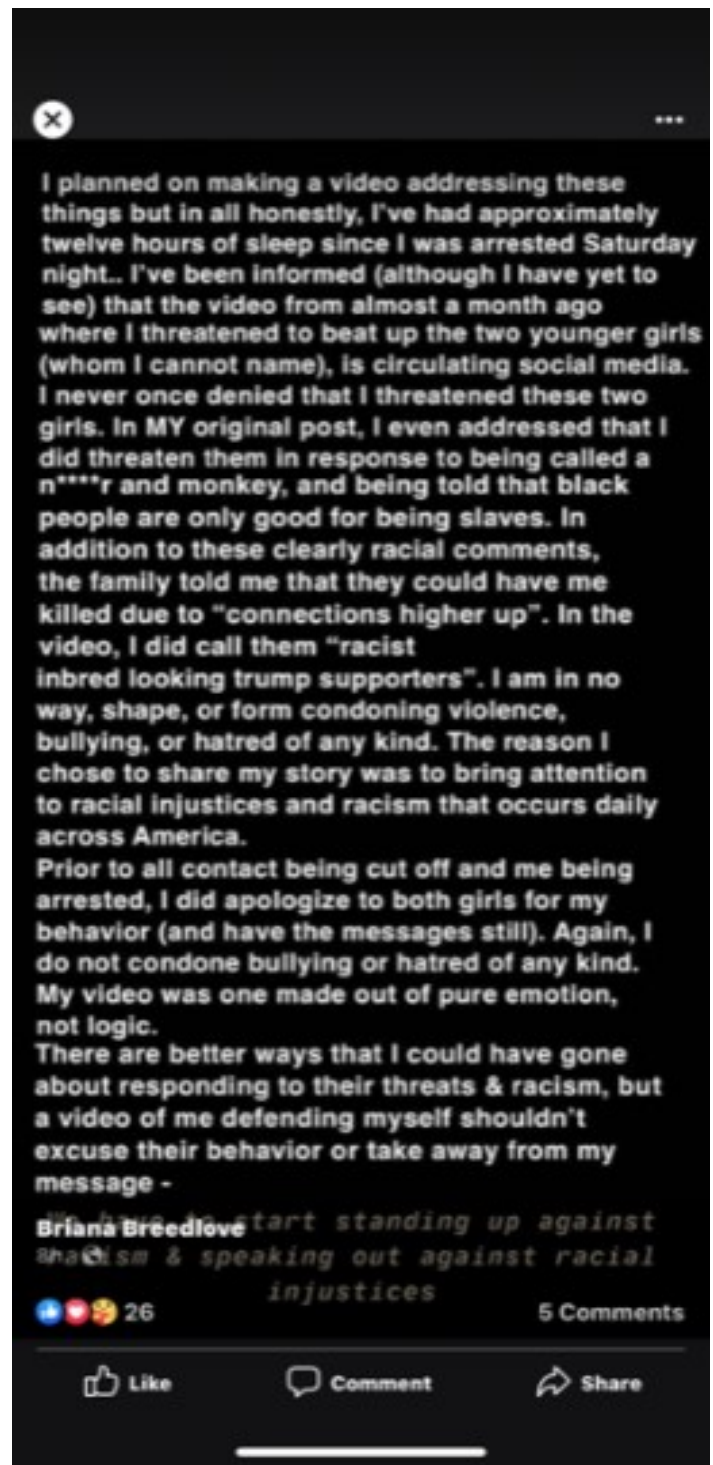 I planned on making a video addressing these
things but in all honestly, I've had approximately
twelve hours of sleep since I was arrested Saturday
night.. I've been informed (although I have yet to
see) that the video from almost a month ago
where I threatened to beat up the two younger girls
(whom I cannot name), is circulating social media.
I never once denied that I threatened these two
girls. In MY original post, I even addressed that I
did threaten them in response to being called a
n****r and monkey, and being told that black
people are only good for being slaves. In
addition to these clearly racial comments,
the family told me that they could have me
killed due to "connections higher up". In the
video, I did call them "racist
inbred looking trump supporters". I am in no
way, shape, or form condoning violence,
bullying, or hatred of any kind. The reason I
chose to share my story was to bring attention
to racial injustices and racism that occurs daily
across America.
Prior to all contact being cut off and me being
arrested, I did apologize to both girls for my
behavior (and have the messages still). Again, I
do not condone bullying or hatred of any kind.
My video was one made out of pure emotion,
not logic.
There are better ways that I could have gone
about responding to their threats & racism, but
a video of me defending myself shouldn't
excuse their behavior or take away from my
message -
Briana Breedlove
start standing up against
8h
& speaking out against racial
injustices
26
5 Comments
Like
Comment
Share